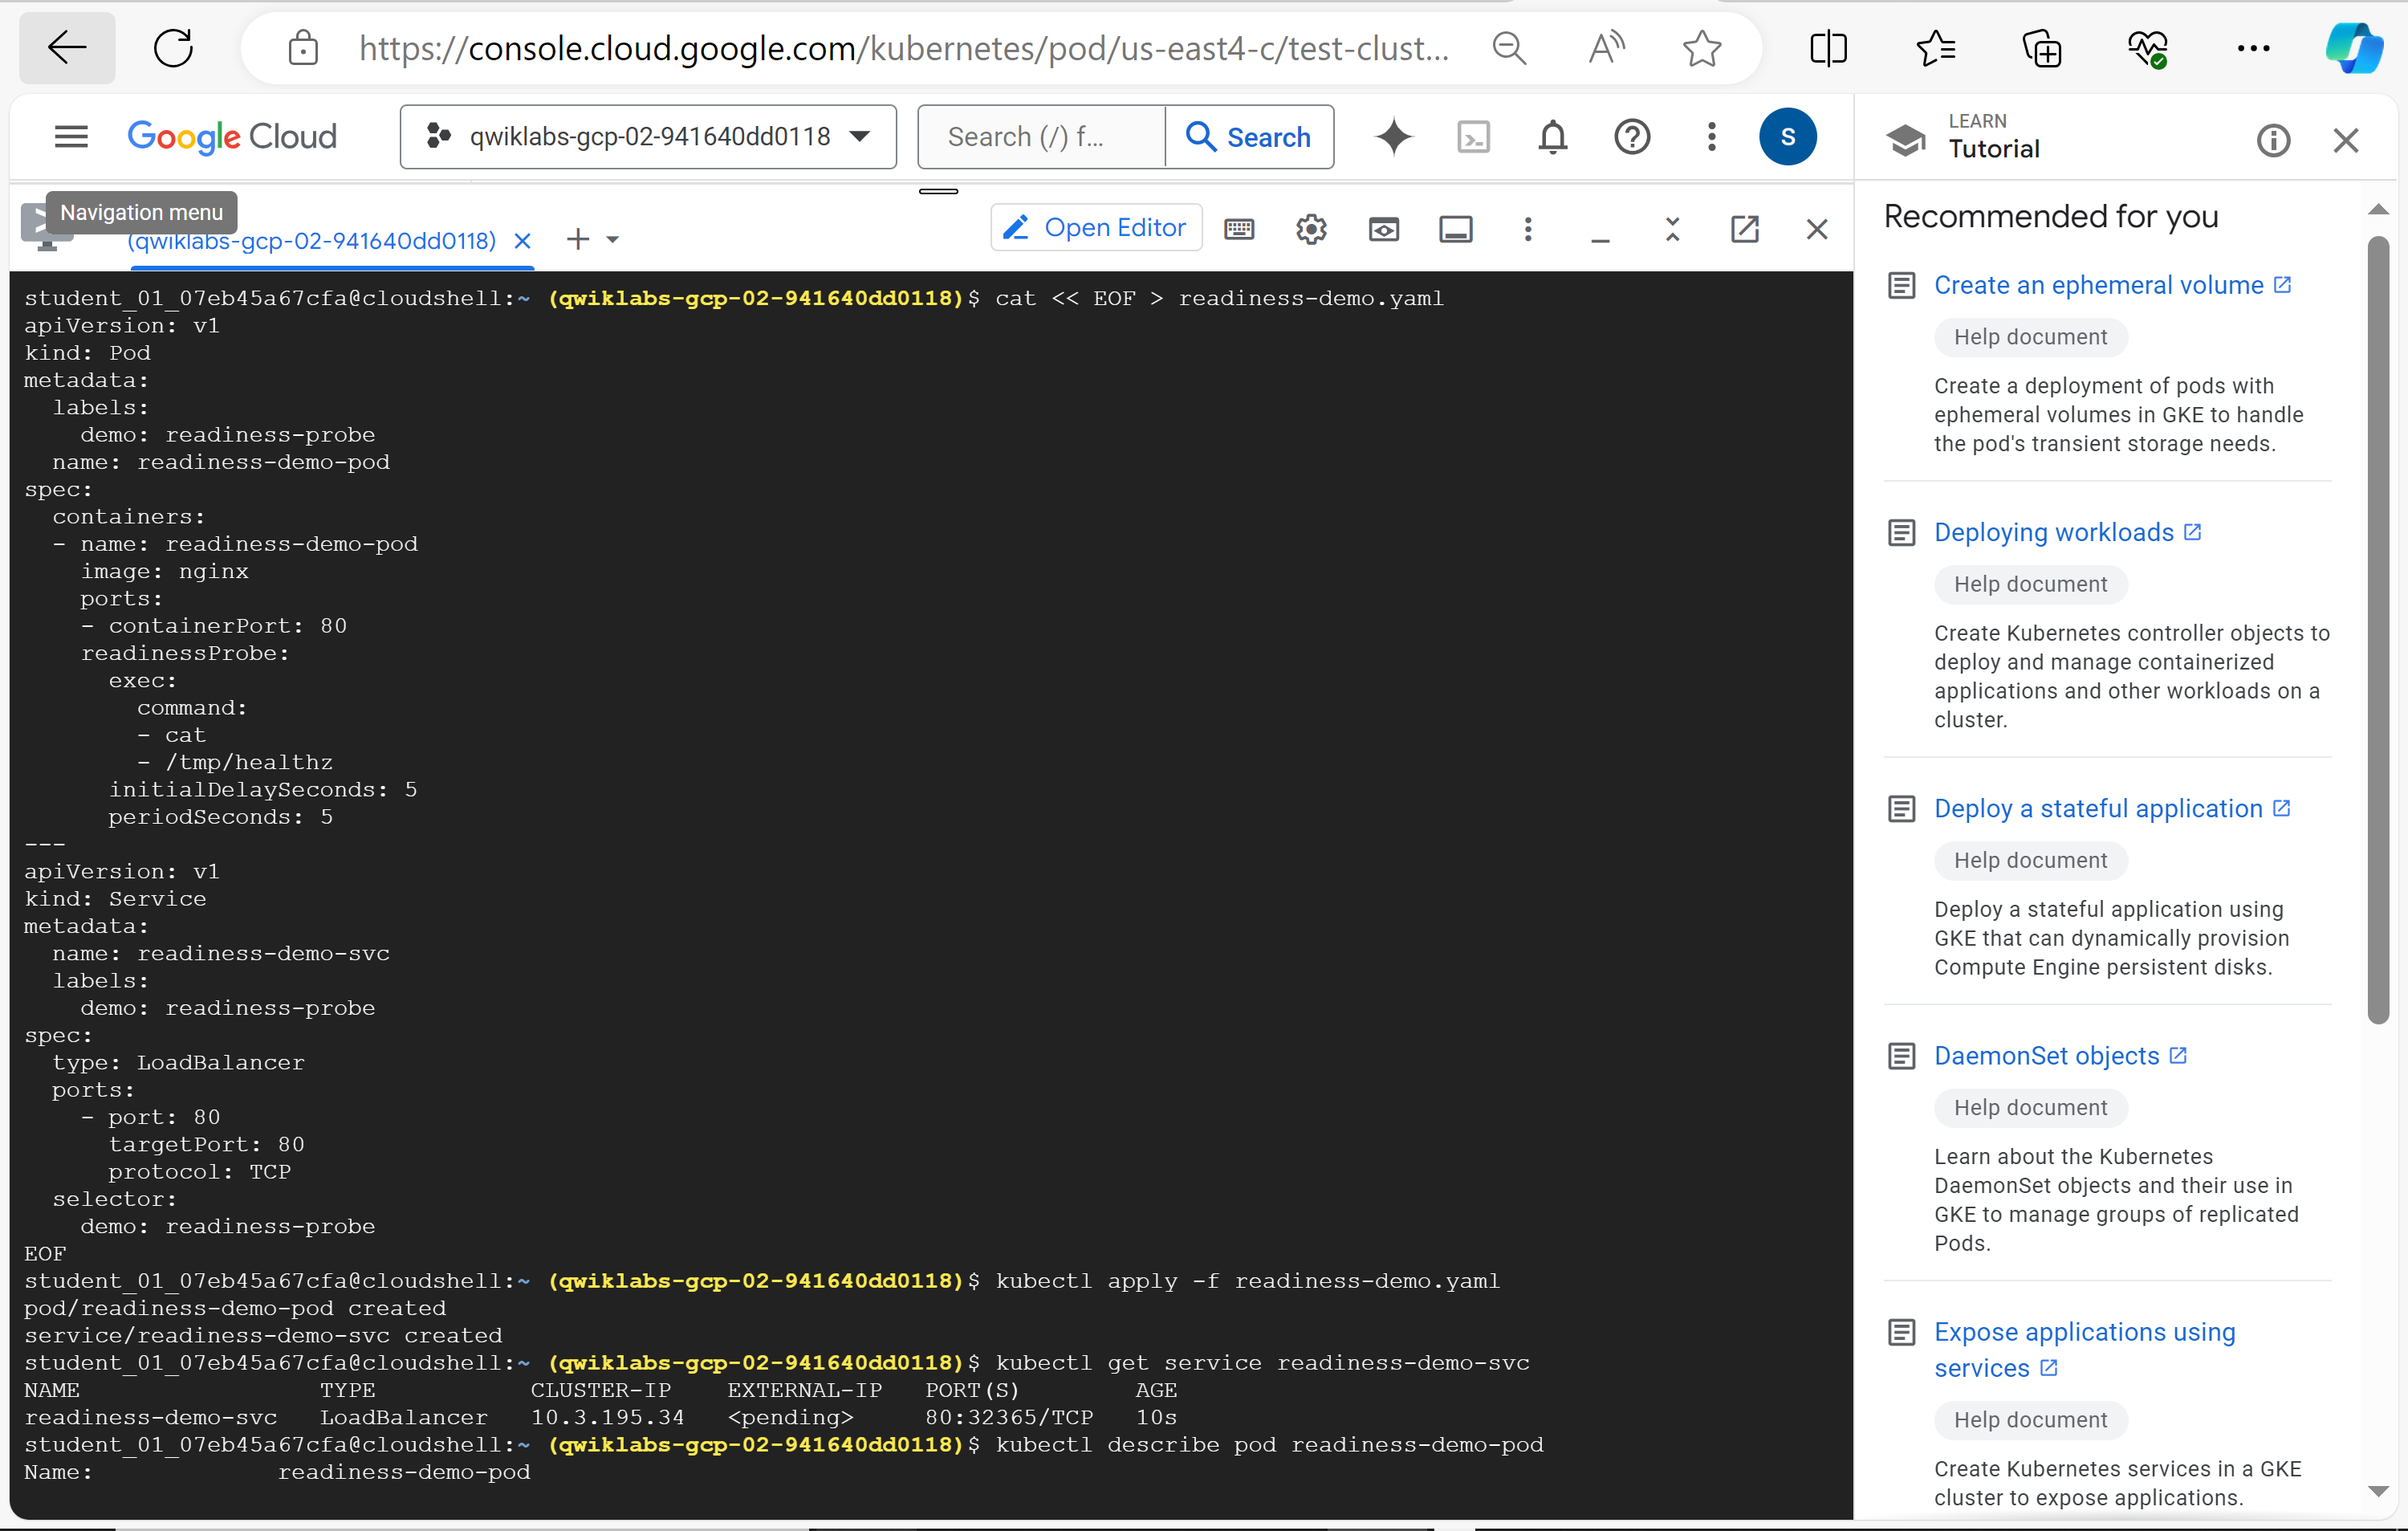 https://console.cloud.google.com/kubernetes/pod/us-east4-c/test-clust...
Google Cloud
qwiklabs-gcp-02-941640dd0118
Search (/) f...
Search
S
LEARN
Tutorial
Navigation menu
(qwiklabs-gcp-02-941640dd0118)
Open Editor
student_01_07eb45a67cfa@cloudshell:~ (qwiklabs-gcp-02-941640dd0118)$ cat << EOF > readiness-demo.yaml
apiVersion: v1
kind: Pod
metadata:
  labels:
    demo: readiness-probe
  name: readiness-demo-pod
spec:
  containers:
  - name: readiness-demo-pod
    image: nginx
    ports:
    - containerPort: 80
    readinessProbe:
      exec:
        command:
        - cat
        - /tmp/healthz
      initialDelaySeconds: 5
      periodSeconds: 5
---
apiVersion: v1
kind: Service
metadata:
  name: readiness-demo-svc
  labels:
    demo: readiness-probe
spec:
  type: LoadBalancer
  ports:
    - port: 80
      targetPort: 80
      protocol: TCP
  selector:
    demo: readiness-probe
EOF
student_01_07eb45a67cfa@cloudshell:~ (qwiklabs-gcp-02-941640dd0118)$ kubectl apply -f readiness-demo.yaml
pod/readiness-demo-pod created
service/readiness-demo-svc created
student_01_07eb45a67cfa@cloudshell:~ (qwiklabs-gcp-02-941640dd0118)$ kubectl get service readiness-demo-svc
NAME                 TYPE           CLUSTER-IP    EXTERNAL-IP   PORT(S)        AGE
readiness-demo-svc   LoadBalancer   10.3.195.34   <pending>     80:32365/TCP   10s
student_01_07eb45a67cfa@cloudshell:~ (qwiklabs-gcp-02-941640dd0118)$ kubectl describe pod readiness-demo-pod
Name:             readiness-demo-pod
Recommended for you
Create an ephemeral volume
Help document
Create a deployment of pods with
ephemeral volumes in GKE to handle
the pod's transient storage needs.
Deploying workloads
Help document
Create Kubernetes controller objects to
deploy and manage containerized
applications and other workloads on a
cluster.
Deploy a stateful application
Help document
Deploy a stateful application using
GKE that can dynamically provision
Compute Engine persistent disks.
DaemonSet objects
Help document
Learn about the Kubernetes
DaemonSet objects and their use in
GKE to manage groups of replicated
Pods.
Expose applications using
services
Help document
Create Kubernetes services in a GKE
cluster to expose applications.